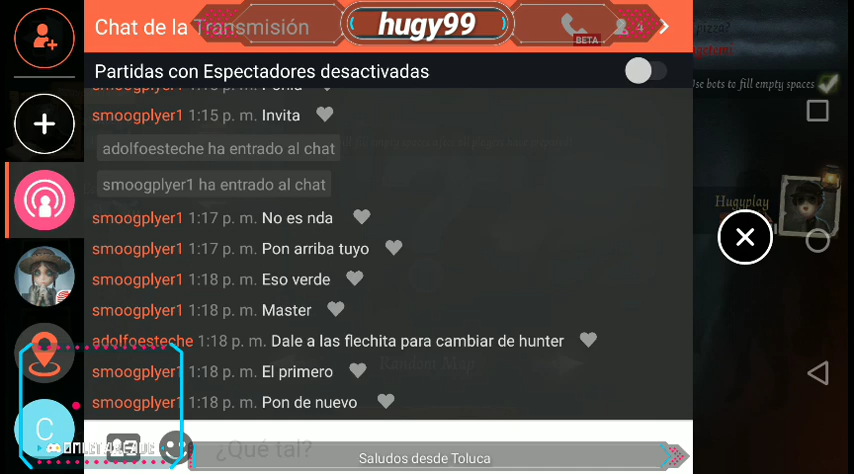 Chat de la Transmisión
hugy99
BETA
4
Partidas con Espectadores desactivadas
smoogplyer1 1:15 p. m. Invita
adolfoesteche ha entrado al chat
smoogplyer1 ha entrado al chat
smoogplyer1 1:17 p. m. No es nda
smoogplyer1 1:17 p. m. Pon arriba tuyo
smoogplyer1 1:18 p. m. Eso verde
smoogplyer1 1:18 p. m. Master
adolfoesteche 1:18 p. m. Dale a las flechita para cambiar de hunter
smoogplyer1 1:18 p. m. El primero
smoogplyer1 1:18 p. m. Pon de nuevo
¿Qué tal?
Saludos desde Toluca
C
pizza?
Use bots to fill empty spaces
Hugyplay
Map